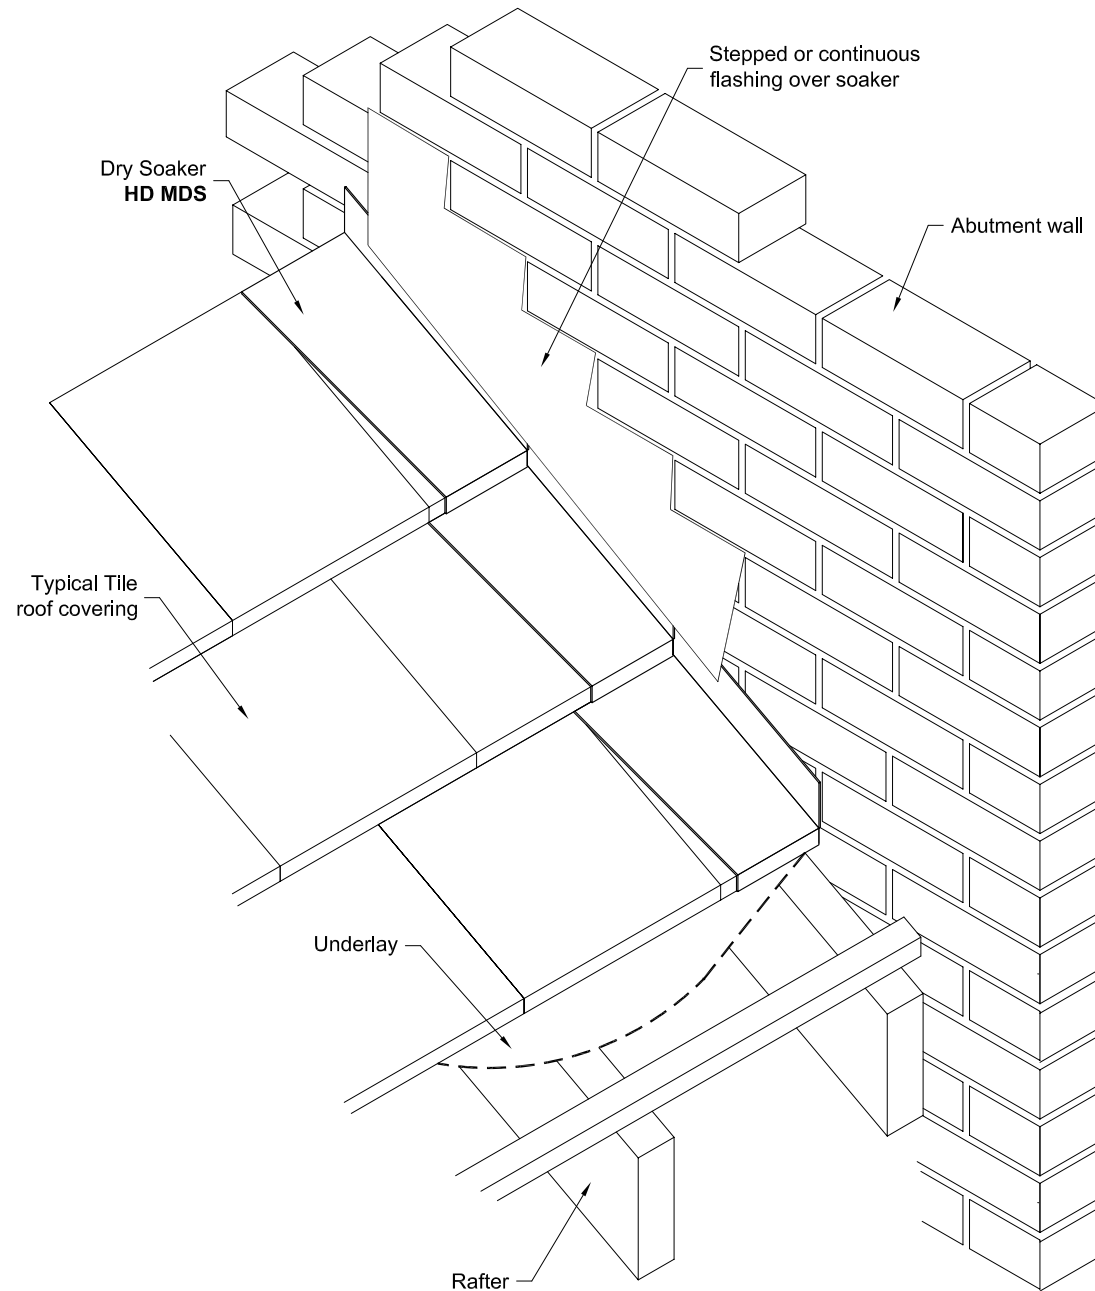 Stepped or continuous
flashing over soaker
Dry Soaker
HD MDS
Abutment wall
Typical Tile
roof covering
Underlay
Rafter